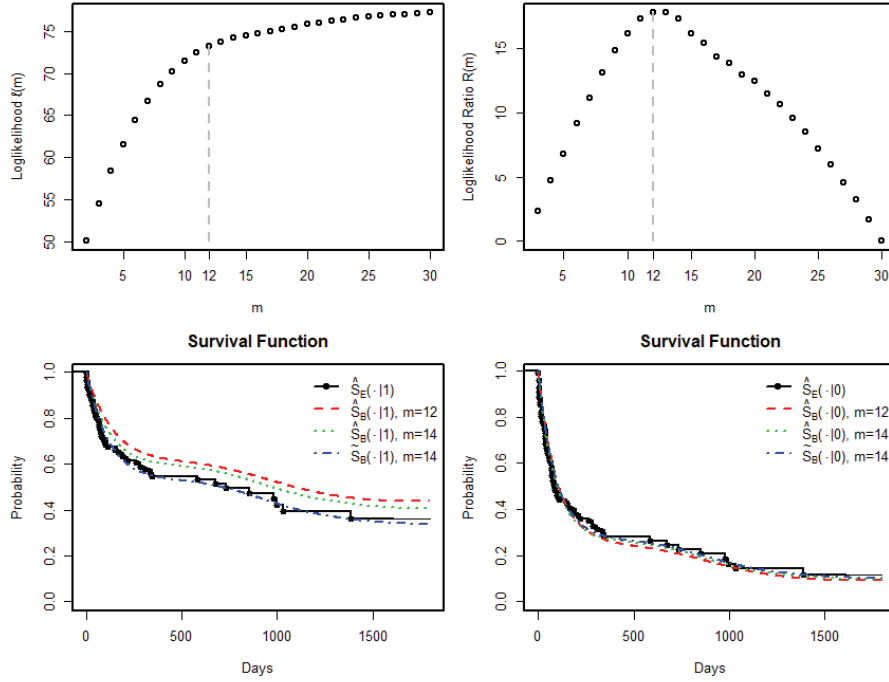 Loglikelihood ℓ(m)
50 55 60 65 70 75
5 10 12 15 20 25 30
m
Loglikelihood Ratio R(m)
0 5 10 15
5 10 12 15 20 25 30
m
Survival Function
Probability
0.0 0.2 0.4 0.6 0.8 1.0
Ŝ_E(·|1)
Ŝ_B(·|1), m=12
Ŝ_B(·|1), m=14
S̃_B(·|1), m=14
0 500 1000 1500
Days
Survival Function
Probability
0.0 0.2 0.4 0.6 0.8 1.0
Ŝ_E(·|0)
Ŝ_B(·|0), m=12
Ŝ_B(·|0), m=14
S̃_B(·|0), m=14
0 500 1000 1500
Days